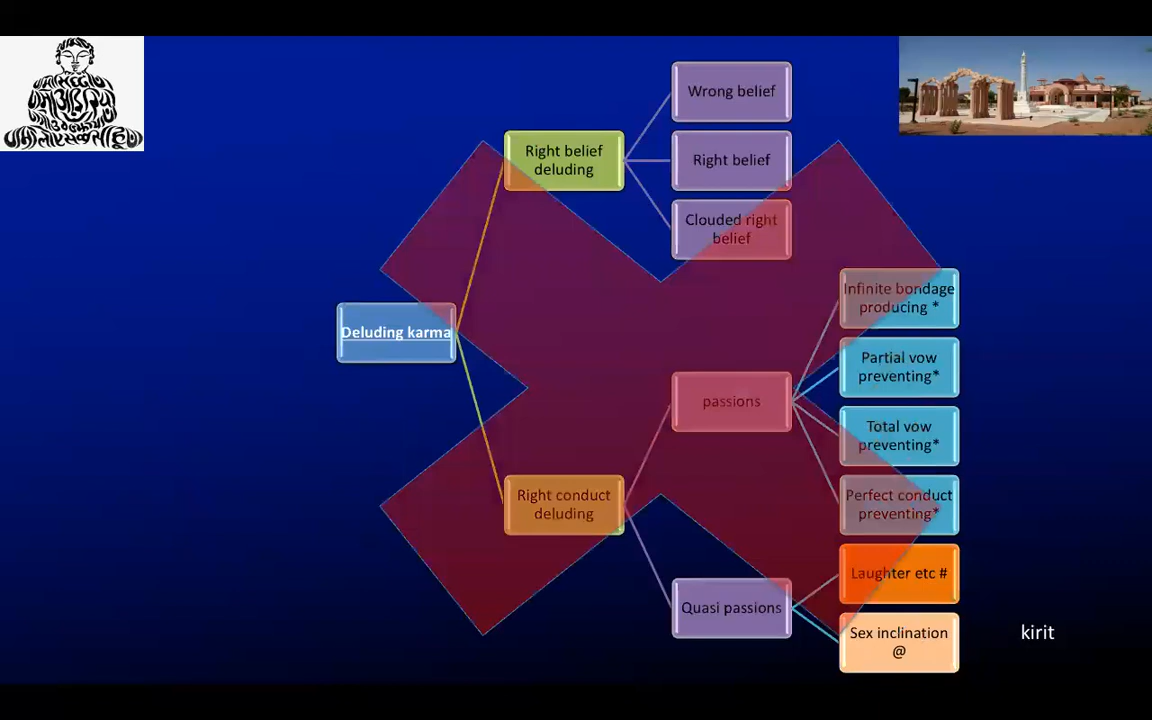 Wrong belief
Right belief
deluding
Right belief
Clouded right
belief
Infinite bondage
producing *
Deluding karma
Partial vow
preventing*
passions
Total vow
preventing*
Right conduct
deluding
Perfect conduct
preventing*
Laughter etc #
Quasi passions
Sex inclination
@
kirit